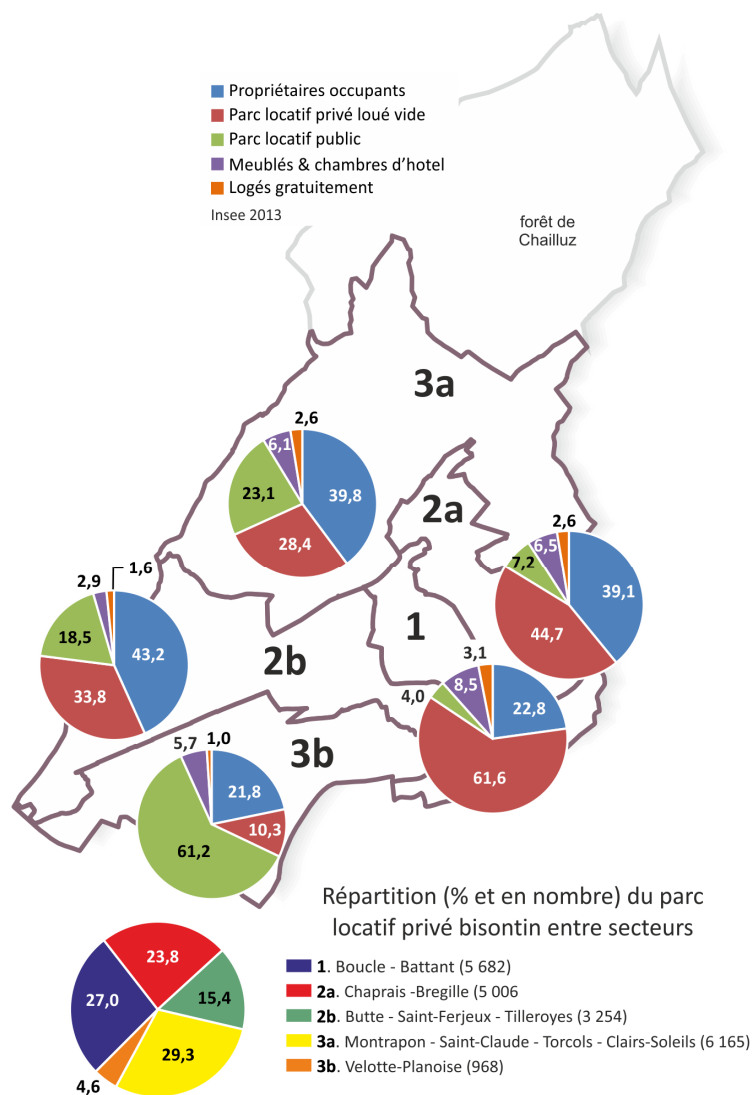 Propriétaires occupants
Parc locatif privé loué vide
Parc locatif public
Meublés & chambres d'hotel
Logés gratuitement
Insee 2013
forêt de
Chailluz
3a
2,6
6,1
39,8
23,1
28,4
2a
2,6
6,5
7,2
39,1
44,7
1,6
2,9
18,5
43,2
33,8
2b
1
3,1
8,5
4,0
22,8
61,6
3b
1,0
5,7
21,8
10,3
61,2
Répartition (% et en nombre) du parc
locatif privé bisontin entre secteurs
23,8
27,0
15,4
29,3
4,6
1. Boucle - Battant (5 682)
2a. Chaprais -Bregille (5 006
2b. Butte - Saint-Ferjeux - Tilleroyes (3 254)
3a. Montrapon - Saint-Claude - Torcols - Clairs-Soleils (6 165)
3b. Velotte-Planoise (968)